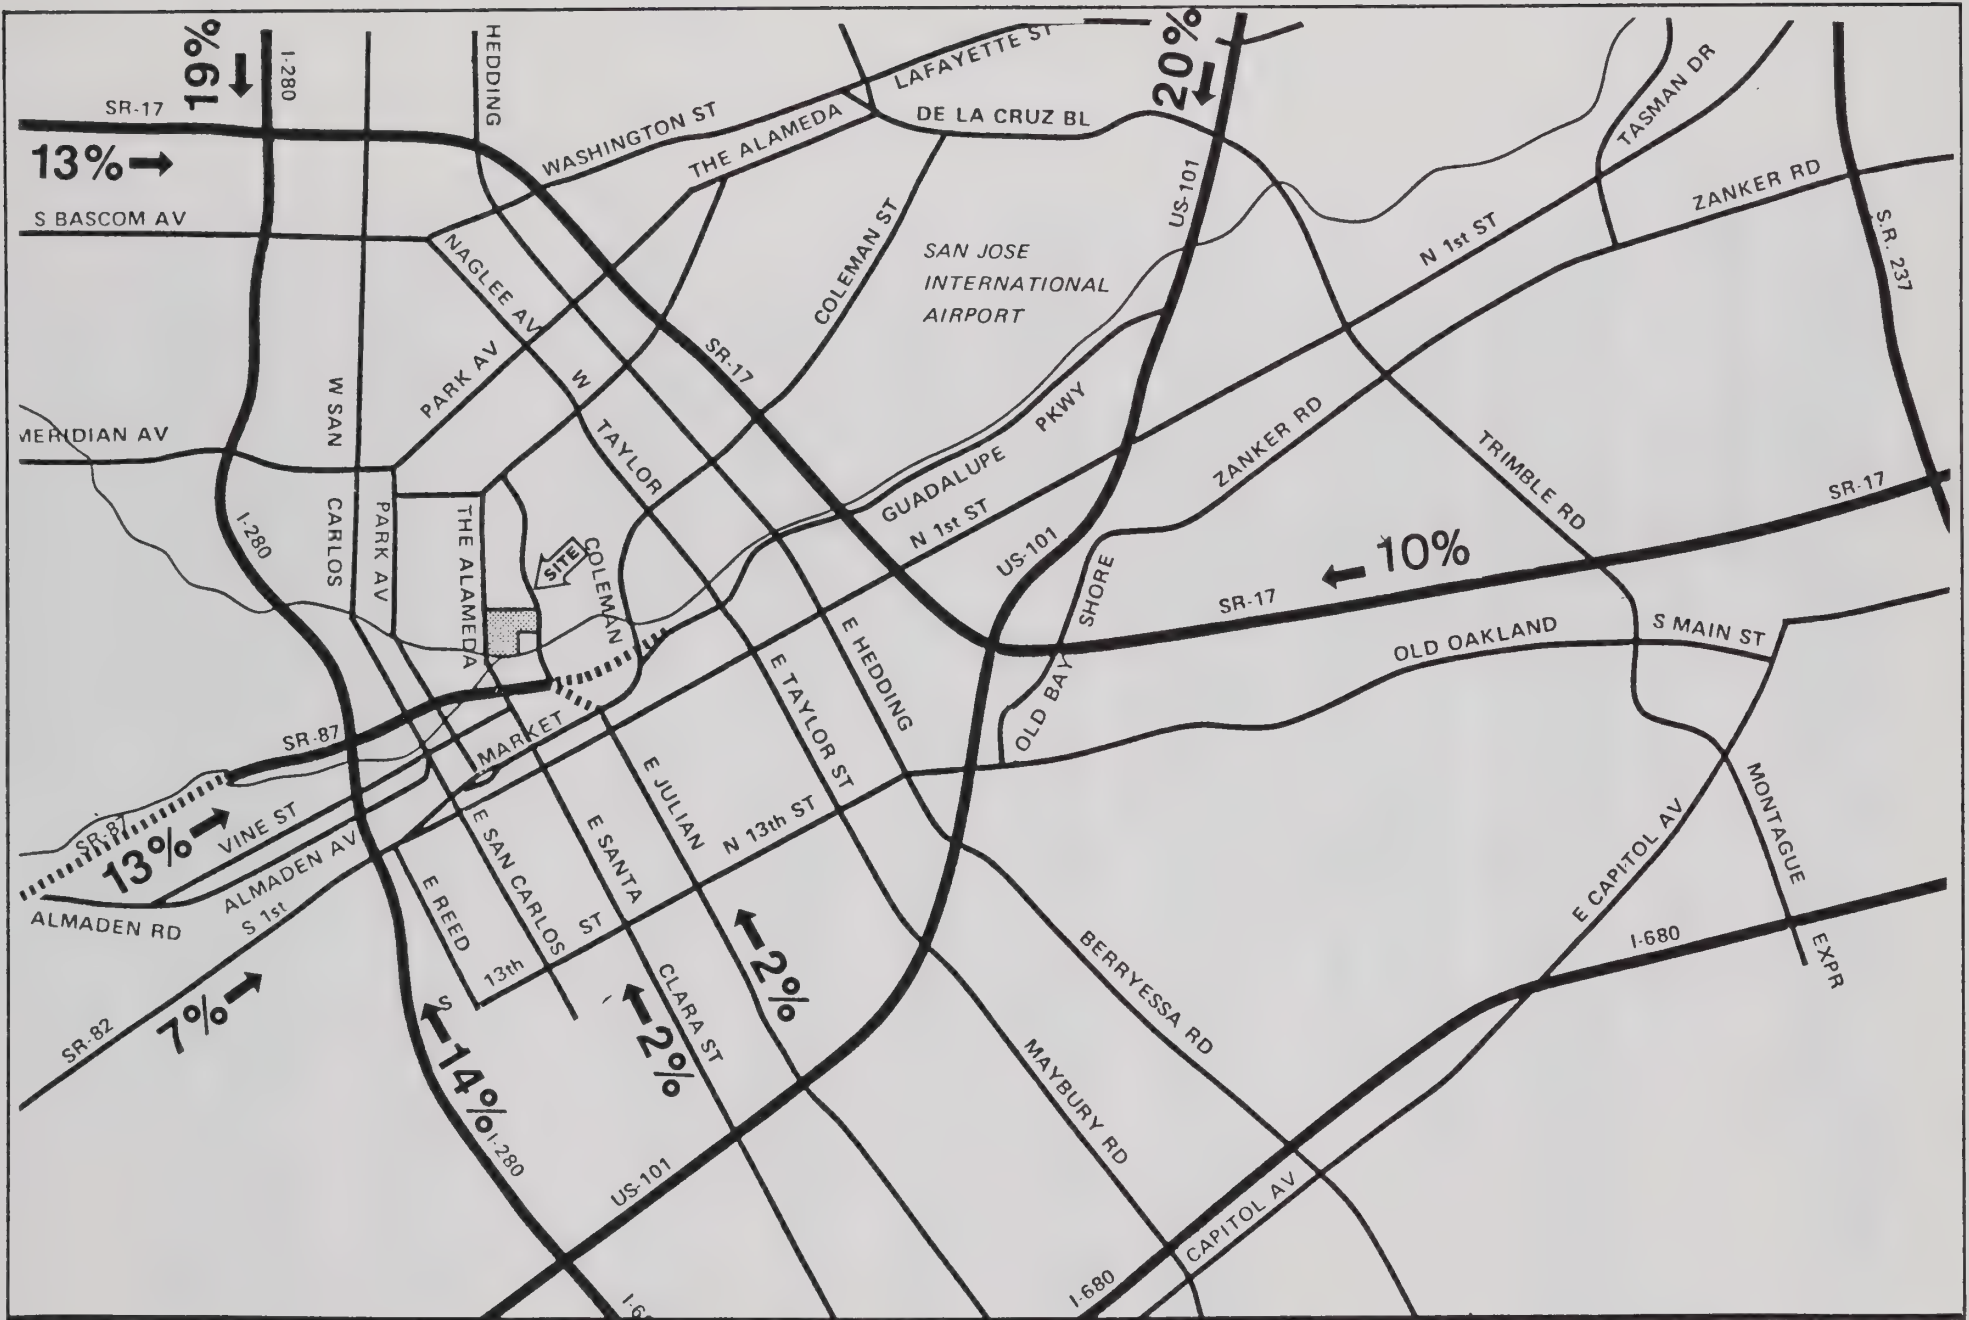 19%
I-280
HEDDING
LAFAYETTE ST
20%
SR-17
WASHINGTON ST
THE ALAMEDA
DE LA CRUZ BL
TASMAN DR
13%
S BASCOM AV
NAGLEE AV
COLEMAN ST
SAN JOSE
INTERNATIONAL
AIRPORT
US-101
N 1st ST
ZANKER RD
S.R. 237
PARK AV
SR-17
W SAN
CARLOS
MERIDIAN AV
W
TAYLOR
GUADALUPE
PKWY
ZANKER RD
TRIMBLE RD
SR-17
I-280
PARK AV
THE ALAMEDA
SITE
COLEMAN
N 1st ST
US-101
10%
SHORE
SR-17
OLD BAY
OLD OAKLAND
S MAIN ST
E HEDDING
E TAYLOR ST
SR-87
MARKET
E JULIAN
N 13th ST
SR-87
13%
VINE ST
ALMADEN AV
ALMADEN RD
S 1st
E REED
E SAN CARLOS
E SANTA
CLARA ST
S
13th
ST
MONTAGUE
EXPR
E CAPITOL AV
I-680
2%
2%
BERRYESSA RD
MAYBURY RD
SR-82
7%
14%
I-280
US-101
CAPITOL AV
I-680